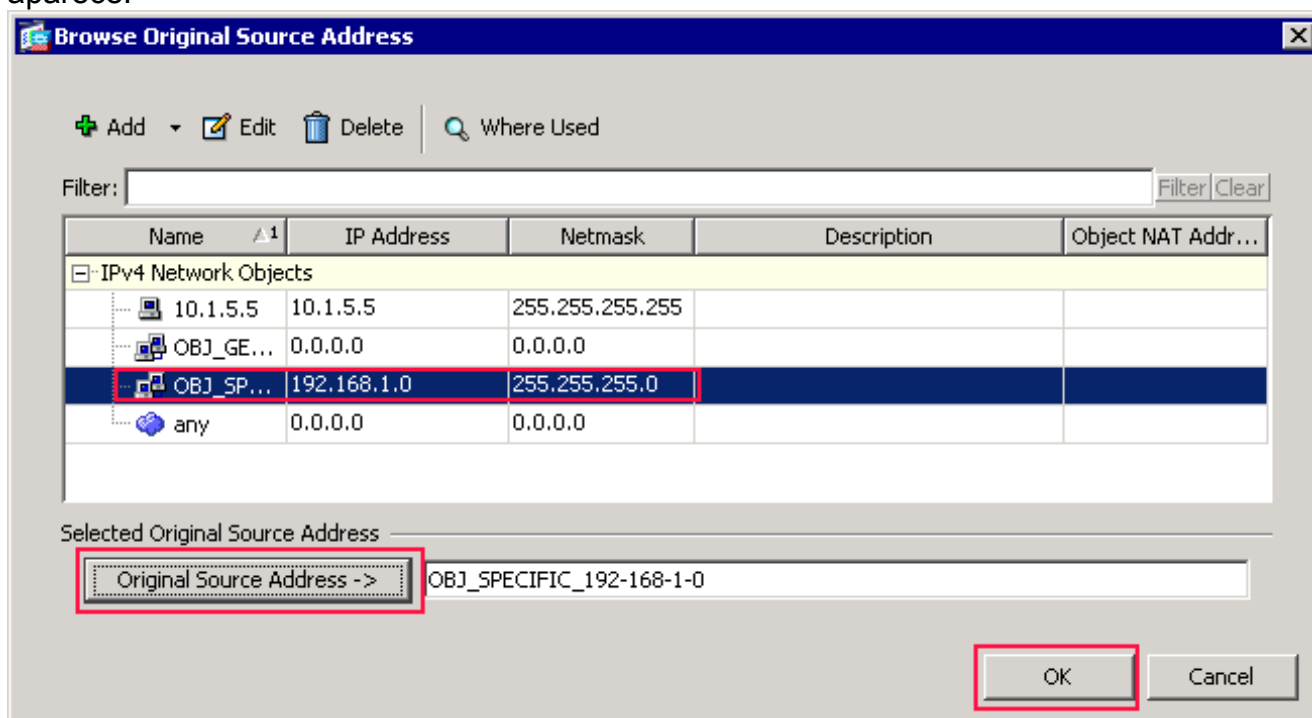 aparece.
Browse Original Source Address
Add Edit Delete Where Used
Filter: Filter Clear
Name 1 IP Address Netmask Description Object NAT Addr...
IPv4 Network Objects
10.1.5.5 10.1.5.5 255.255.255.255
OBJ_GE... 0.0.0.0 0.0.0.0
OBJ_SP... 192.168.1.0 255.255.255.0
any 0.0.0.0 0.0.0.0
Selected Original Source Address
Original Source Address -> OBJ_SPECIFIC_192-168-1-0
OK Cancel